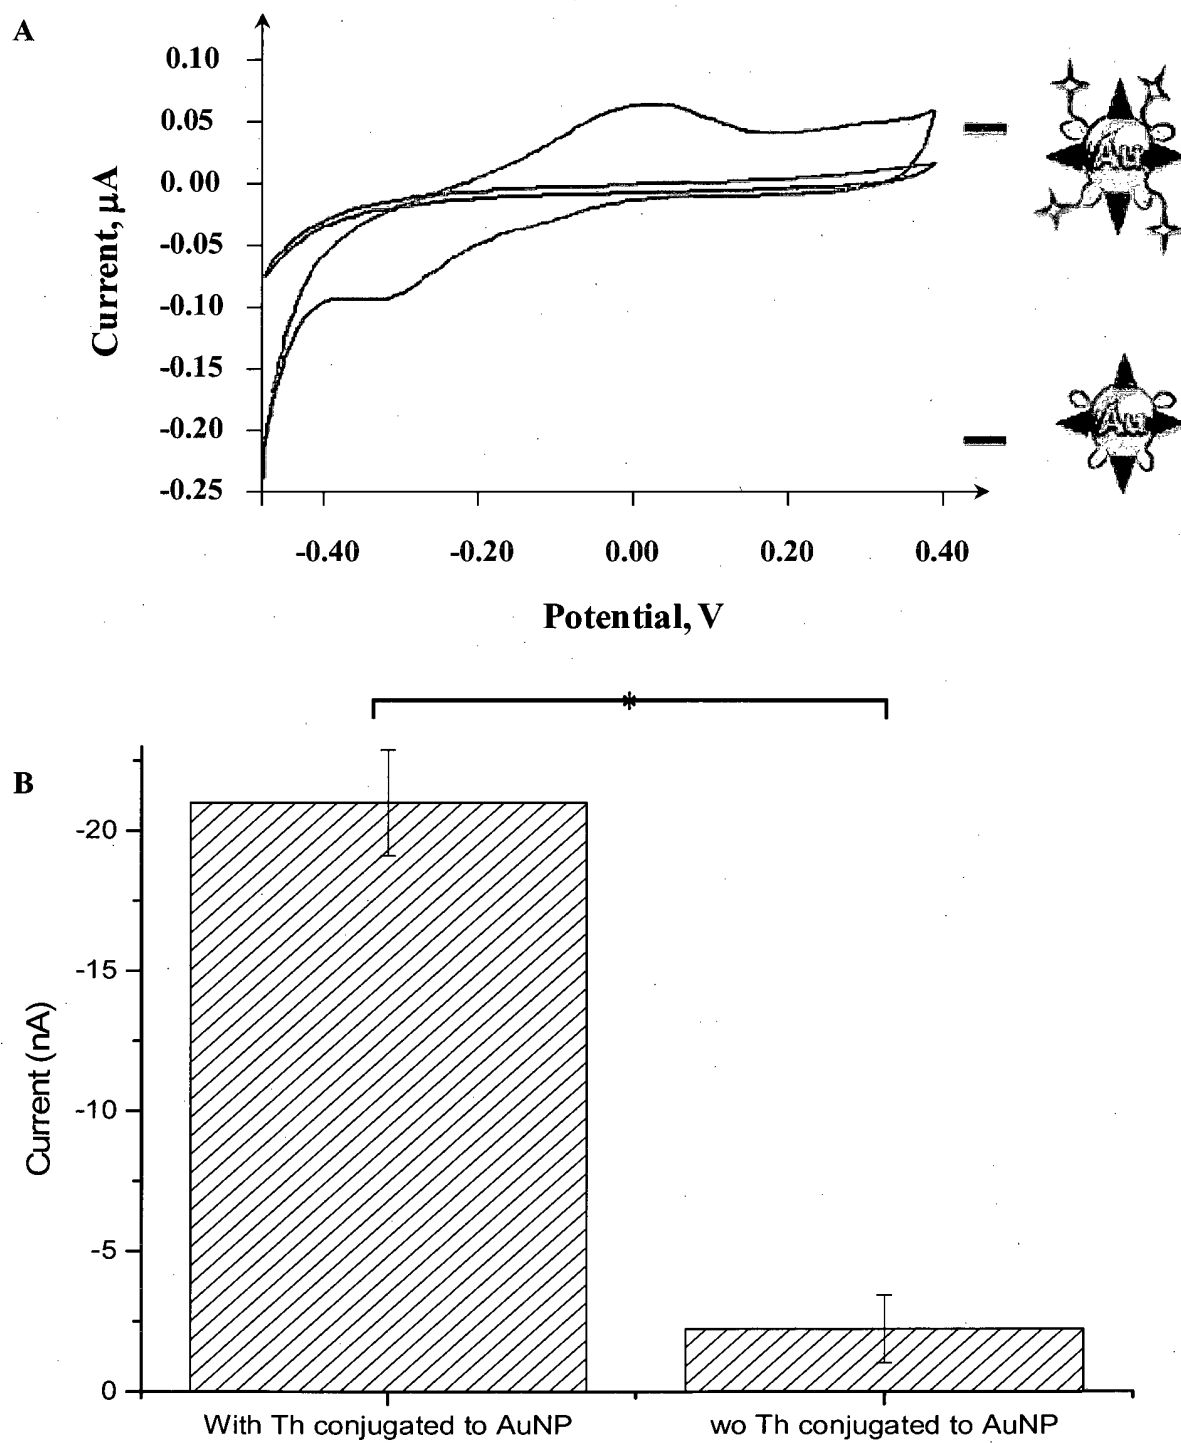 A
0.10
0.05
0.00
-0.05
-0.10
-0.15
-0.20
-0.25
Current, µA
-0.40 -0.20 0.00 0.20 0.40
Potential, V
Au
Au
*
B
-20
-15
-10
-5
0
Current (nA)
With Th conjugated to AuNP wo Th conjugated to AuNP